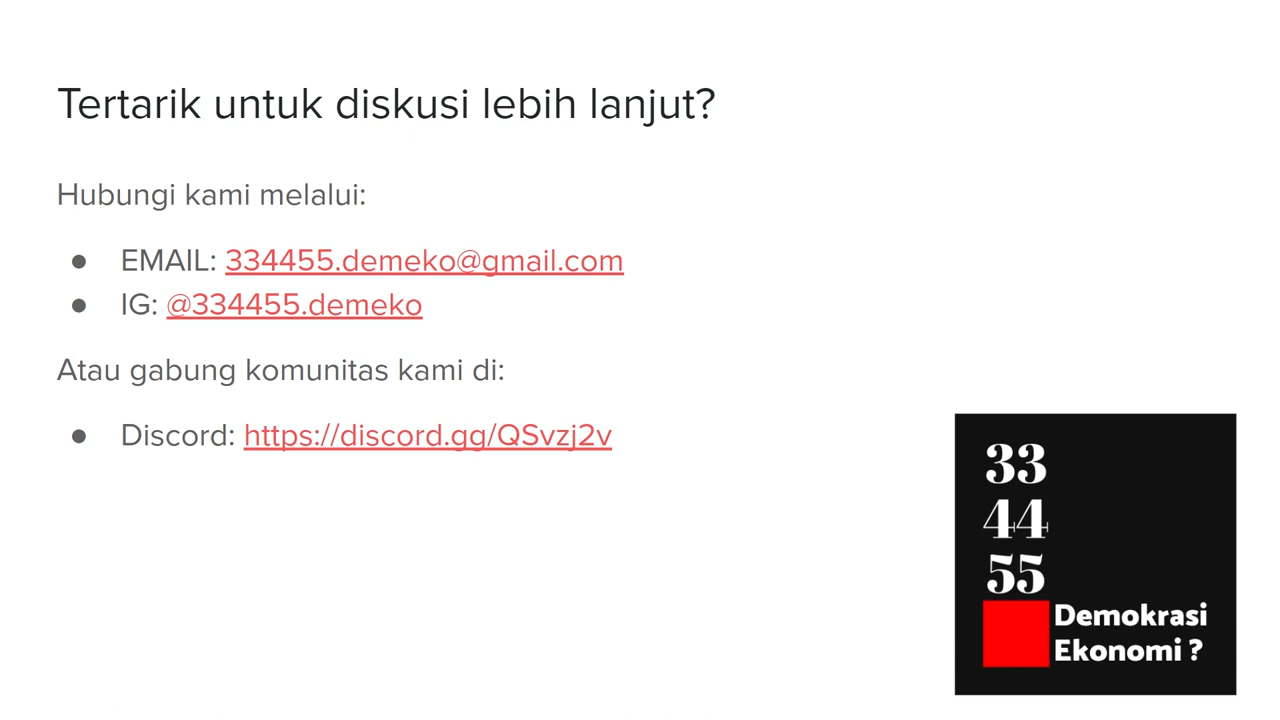 Tertarik untuk diskusi lebih lanjut?
Hubungi kami melalui:
● EMAIL: 334455.demeko@gmail.com
● IG: @334455.demeko
Atau gabung komunitas kami di:
● Discord: https://discord.gg/QSvzj2v
33
44
55
Demokrasi
Ekonomi ?